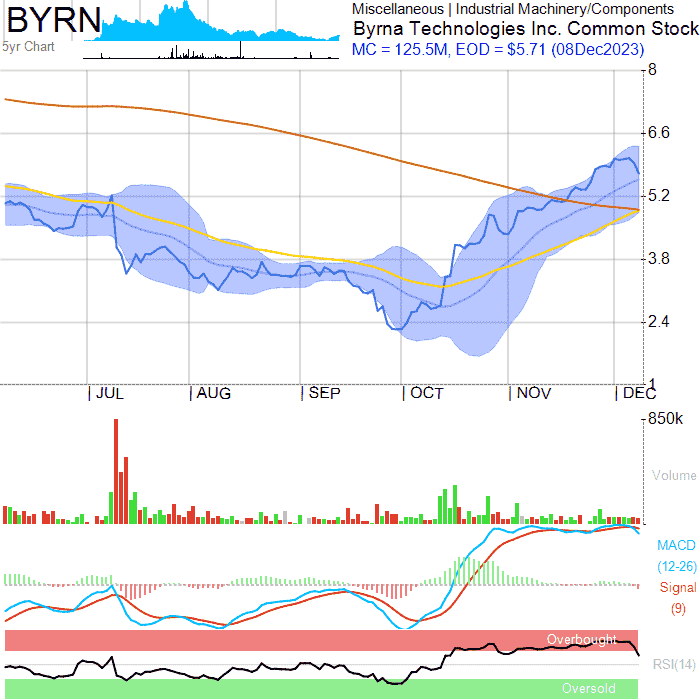 BYRN
5yr Chart
Miscellaneous | Industrial Machinery/Components
Byrna Technologies Inc. Common Stock
MC = 125.5M, EOD = $5.71 (08Dec2023)
8
6.6
5.2
3.8
2.4
1
JUL AUG SEP OCT NOV DEC
850k
Volume
MACD
(12-26)
Signal
(9)
Overbought
RSI(14)
Oversold